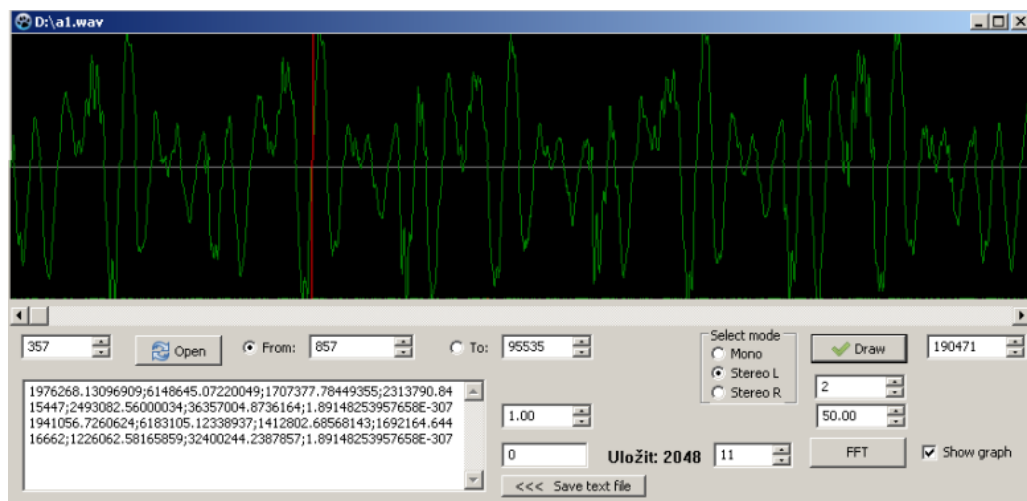 D:\a1.wav
357
Open
From:
857
To:
95535
Select mode
Mono
Stereo L
Stereo R
Draw
190471
1976268.13096909;6148645.07220049;1707377.78449355;2313790.84
15447;2493082.56000034;36357004.8736164;1.89148253957658E-307
1941056.7260624;6183105.12338937;1412802.68568143;1692164.644
16662;1226062.58165859;32400244.2387857;1.89148253957658E-307
2
1.00
50.00
0
Uložit: 2048
11
FFT
Show graph
<<< Save text file